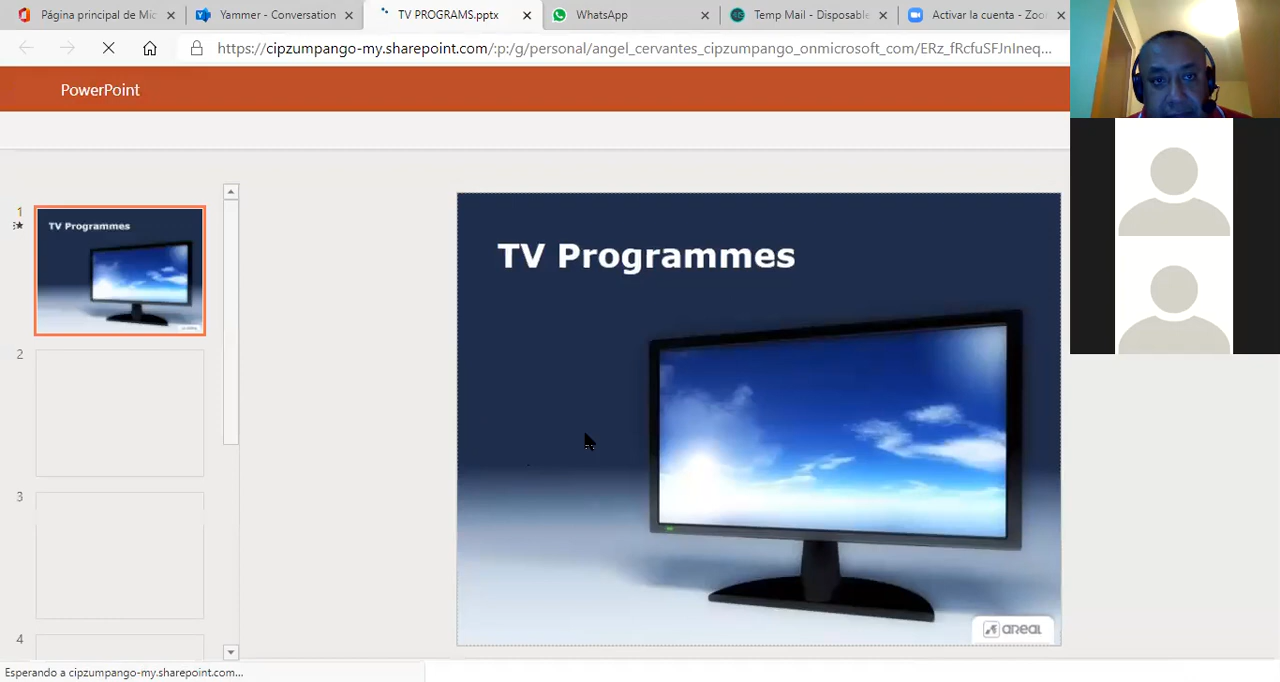 Página principal de Mic
Yammer - Conversation
TV PROGRAMS.pptx
WhatsApp
Temp Mail - Disposable
Activar la cuenta - Zoo
https://cipzumpango-my.sharepoint.com/:p:/g/personal/angel_cervantes_cipzumpango_onmicrosoft_com/ERz_fRcfuSFJnIneq...
PowerPoint
1
TV Programmes
2
3
4
TV Programmes
areal
Esperando a cipzumpango-my.sharepoint.com...